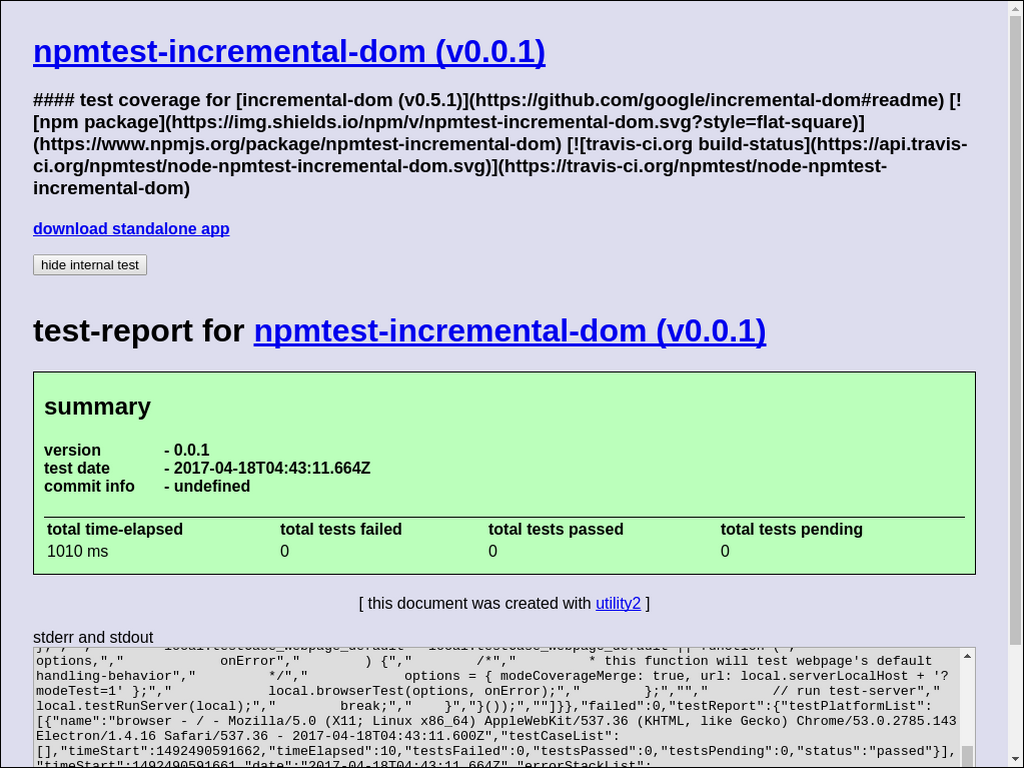 npmtest-incremental-dom (v0.0.1)
#### test coverage for [incremental-dom (v0.5.1)](https://github.com/google/incremental-dom#readme) [!
[npm package](https://img.shields.io/npm/v/npmtest-incremental-dom.svg?style=flat-square)]
(https://www.npmjs.org/package/npmtest-incremental-dom) [![travis-ci.org build-status](https://api.travis-
ci.org/npmtest/node-npmtest-incremental-dom.svg)](https://travis-ci.org/npmtest/node-npmtest-
incremental-dom)
download standalone app
hide internal test
test-report for npmtest-incremental-dom (v0.0.1)
summary
version - 0.0.1
test date - 2017-04-18T04:43:11.664Z
commit info - undefined
total time-elapsed total tests failed total tests passed total tests pending
1010 ms 0 0 0
[ this document was created with utility2 ]
stderr and stdout
options,"," onError"," ) {"," /*"," * this function will test webpage's default
handling-behavior"," */"," options = { modeCoverageMerge: true, url: local.serverLocalHost + '?
modeTest=1' };"," local.browserTest(options, onError);"," };",""," // run test-server","
local.testRunServer(local);"," break;"," }","}());",""]}},"failed":0,"testReport":{"testPlatformList":
[{"name":"browser - / - Mozilla/5.0 (X11; Linux x86_64) AppleWebKit/537.36 (KHTML, like Gecko) Chrome/53.0.2785.143
Electron/1.4.16 Safari/537.36 - 2017-04-18T04:43:11.600Z","testCaseList":
[],"timeStart":1492490591662,"timeElapsed":10,"testsFailed":0,"testsPassed":0,"testsPending":0,"status":"passed"}],
"timeStart":1492490591661,"date":"2017-04-18T04:43:11.664Z","errorStackList":